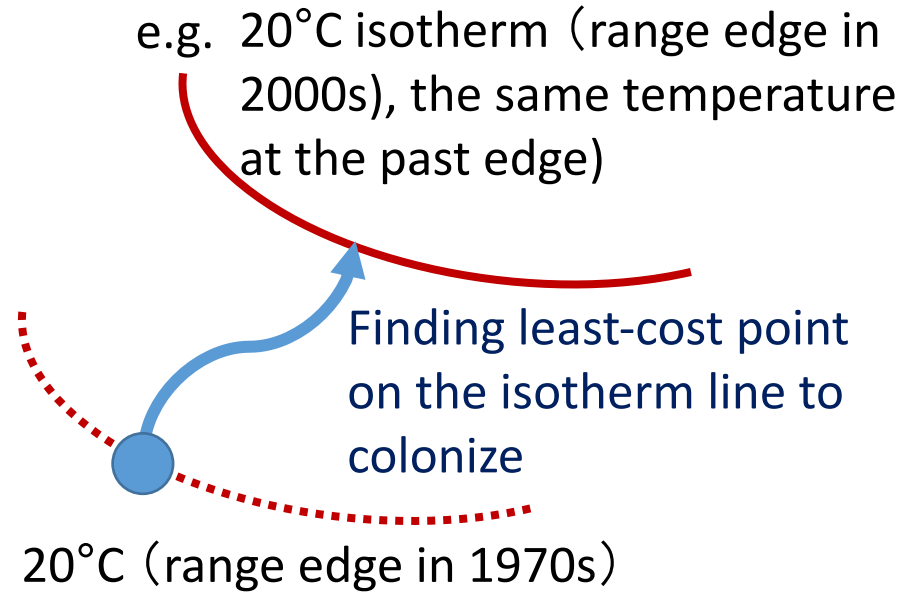 e.g. 20°C isotherm（range edge in
2000s), the same temperature
at the past edge)
Finding least-cost point
on the isotherm line to
colonize
20°C（range edge in 1970s）